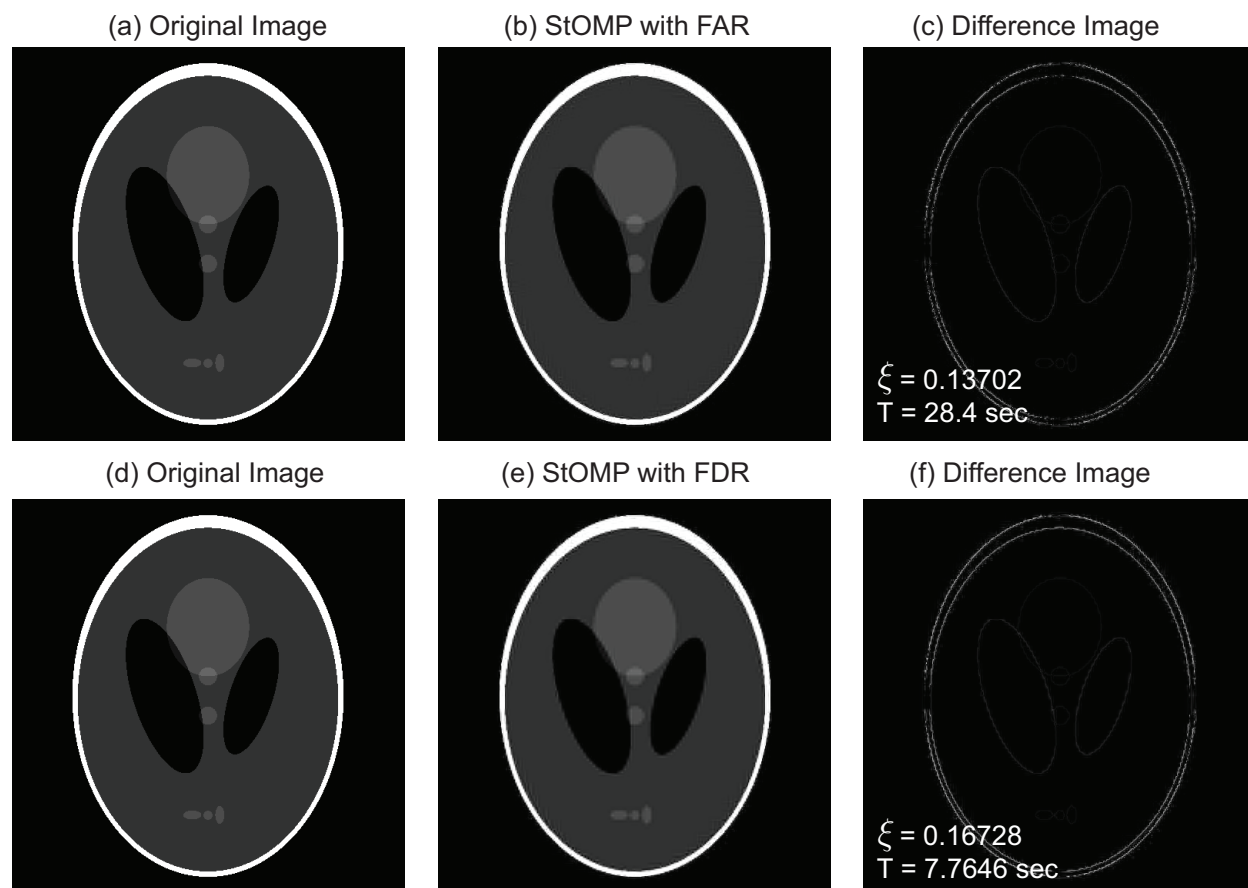 (a) Original Image
(b) StOMP with FAR
(c) Difference Image
ξ = 0.13702
T = 28.4 sec
(d) Original Image
(e) StOMP with FDR
(f) Difference Image
ξ = 0.16728
T = 7.7646 sec